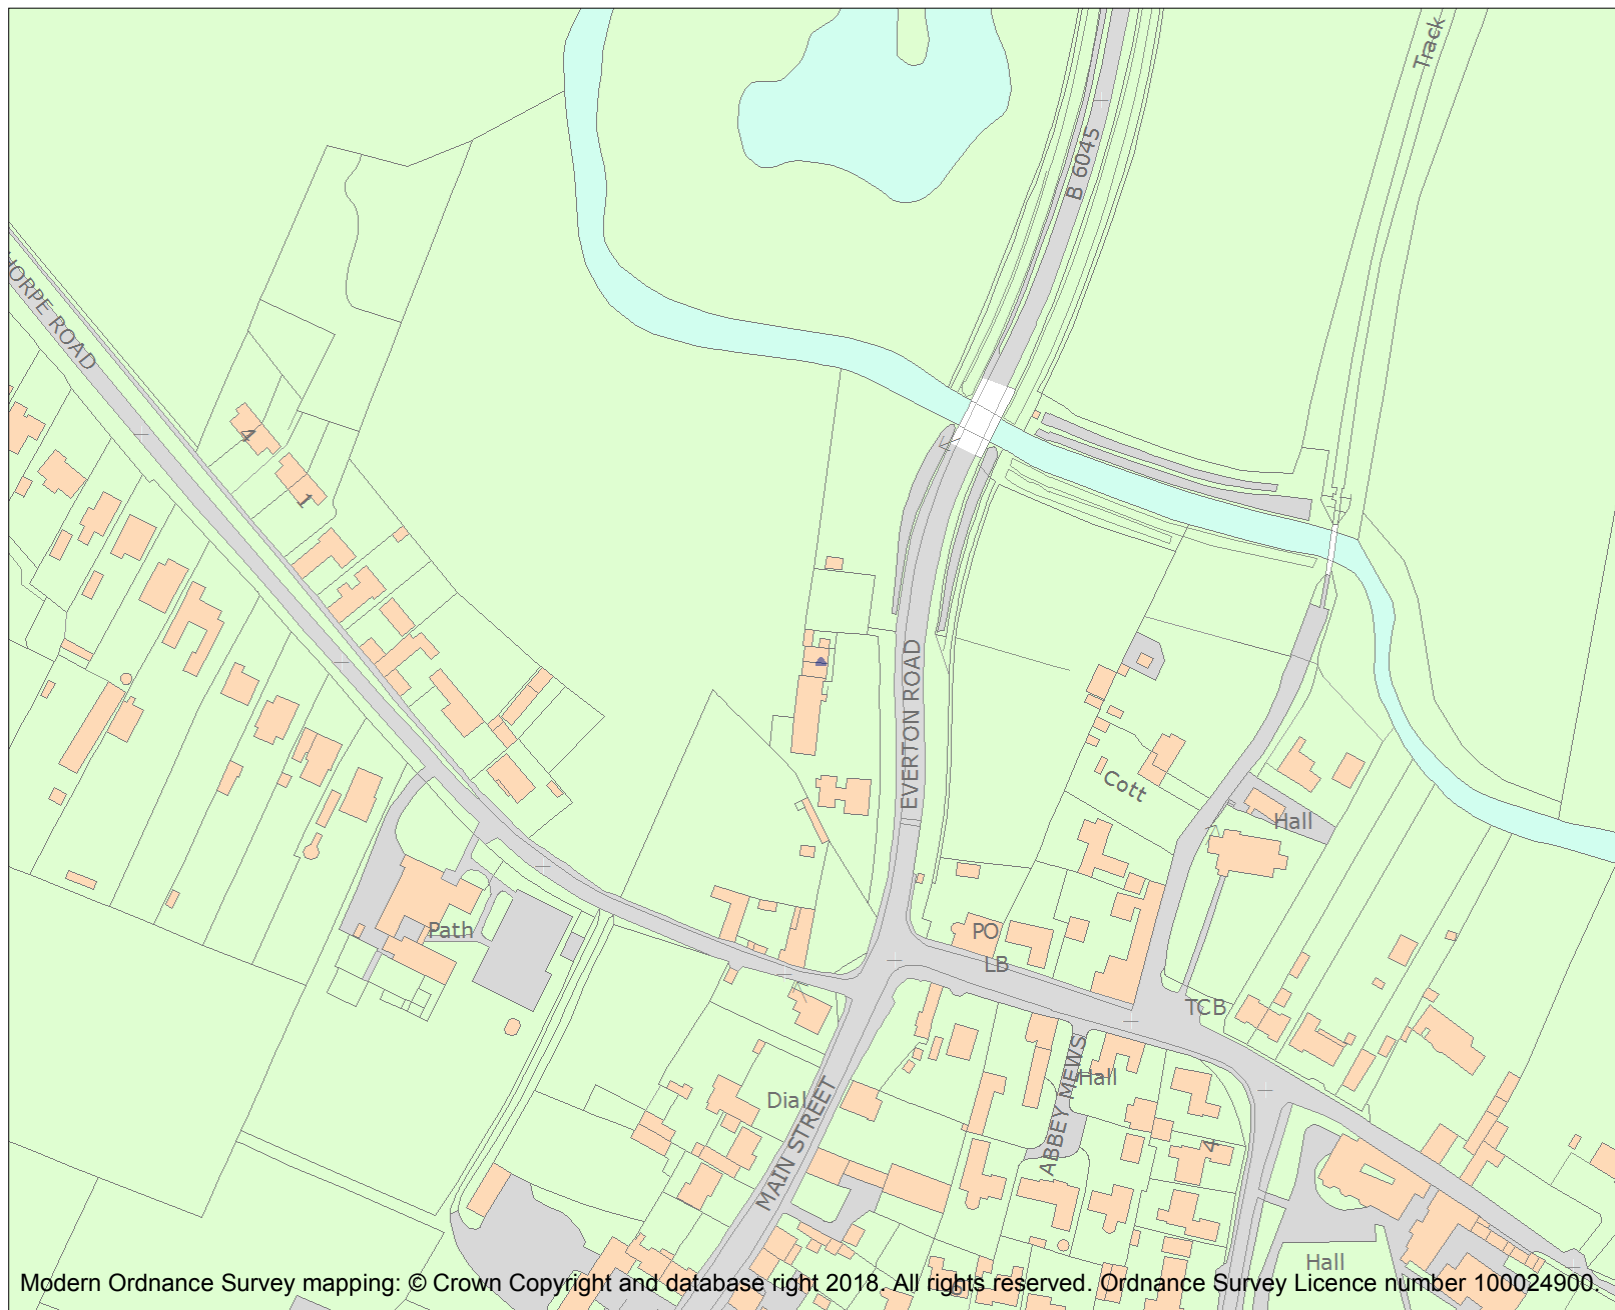 Track
B 6045
HORPE ROAD
4
1
EVERTON ROAD
Cott
Hall
Path
PO
LB
TCB
ABBEY MEWS
Hall
Dial
MAIN STREET
4
Hall
Modern Ordnance Survey mapping: © Crown Copyright and database right 2018. All rights reserved. Ordnance Survey Licence number 100024900.